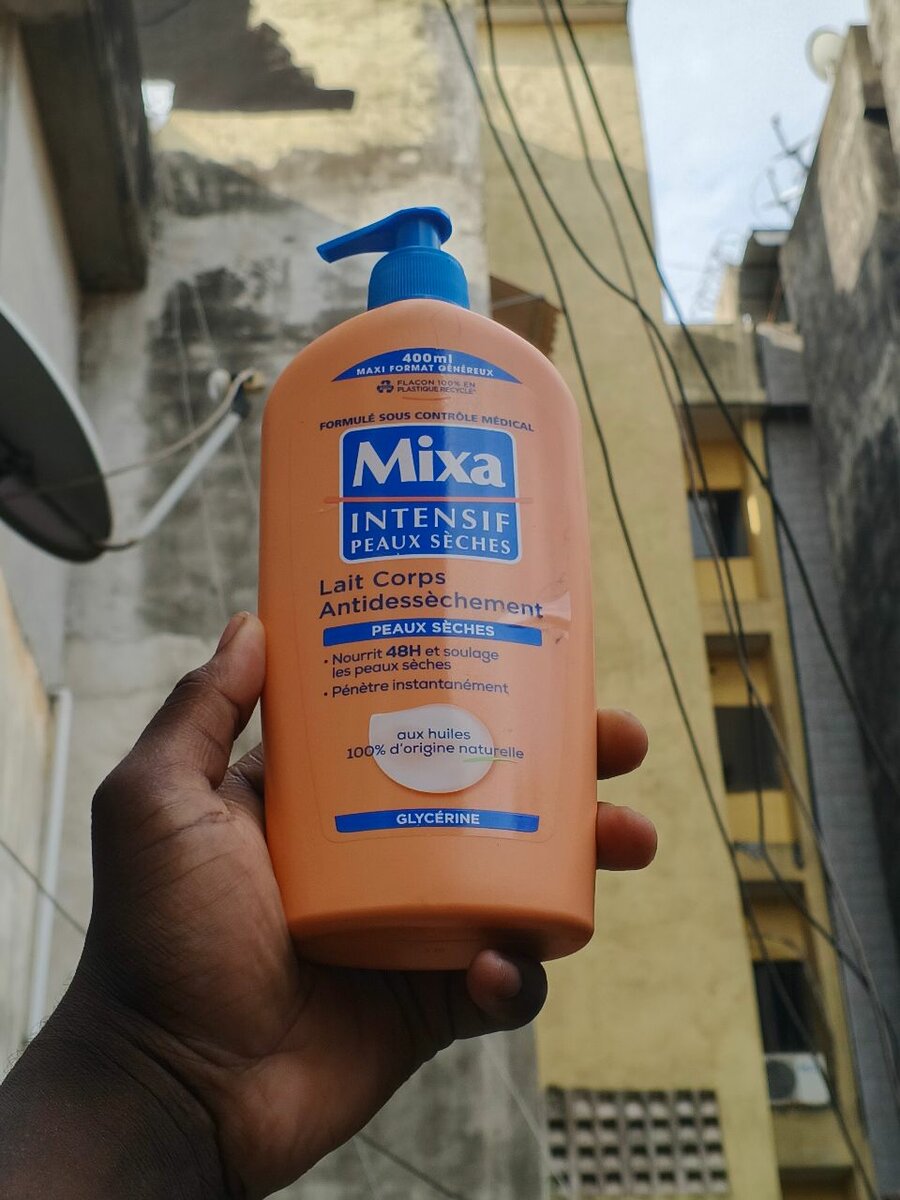 400ml
MAXI FORMAT GÉNÉREUX
FLACON 100% EN
PLASTIQUE RECYCLÉ*
FORMULÉ SOUS CONTRÔLE MÉDICAL
Mixa
INTENSIF
PEAUX SÈCHES
Lait Corps
Antidessèchement
PEAUX SÈCHES
• Nourrit 48H et soulage
les peaux sèches
• Pénètre instantanément
aux huiles
100% d'origine naturelle
GLYCÉRINE